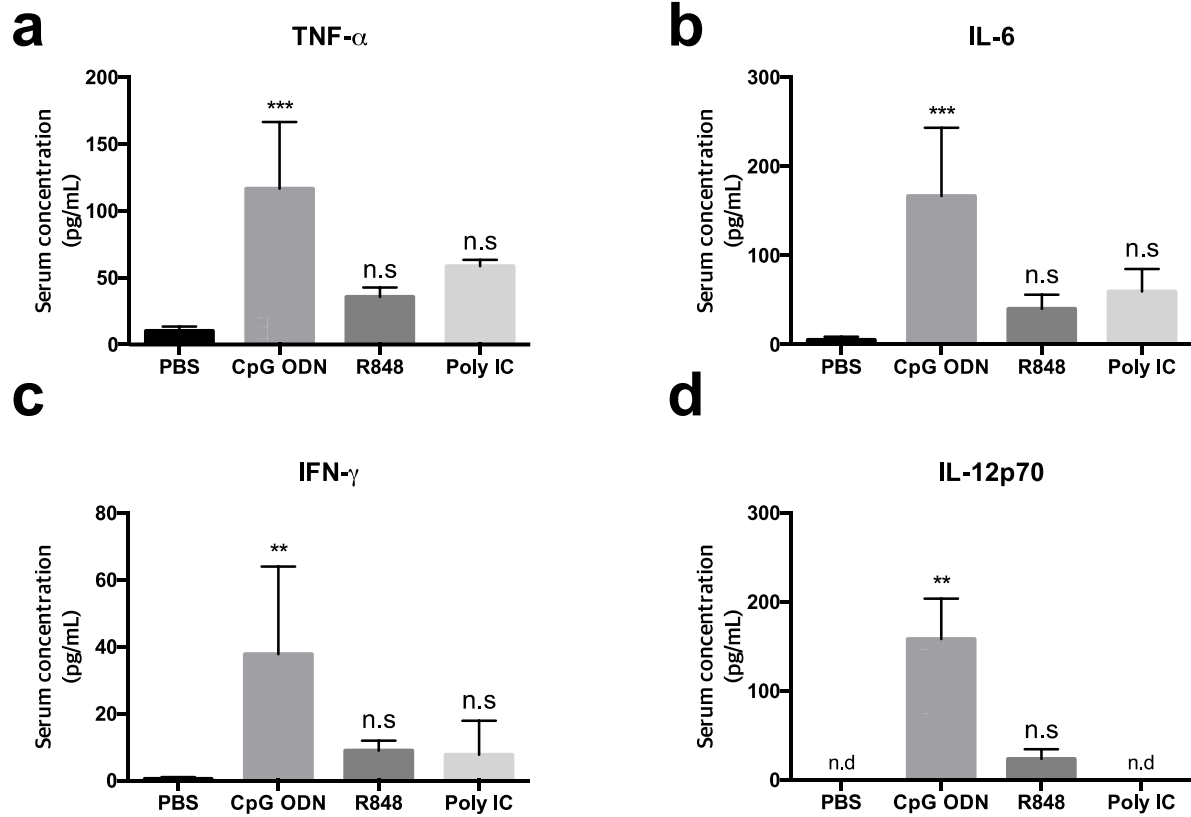 a
TNF-α
Serum concentration
(pg/mL)
200
150
100
50
0
***
n.s
n.s
PBS
CpG ODN
R848
Poly IC
b
IL-6
Serum concentration
(pg/mL)
300
200
100
0
***
n.s
n.s
PBS
CpG ODN
R848
Poly IC
c
IFN-γ
Serum concentration
(pg/mL)
80
60
40
20
0
**
n.s
n.s
PBS
CpG ODN
R848
Poly IC
d
IL-12p70
Serum concentration
(pg/mL)
300
200
100
0
n.d
**
n.s
n.d
PBS
CpG ODN
R848
Poly IC